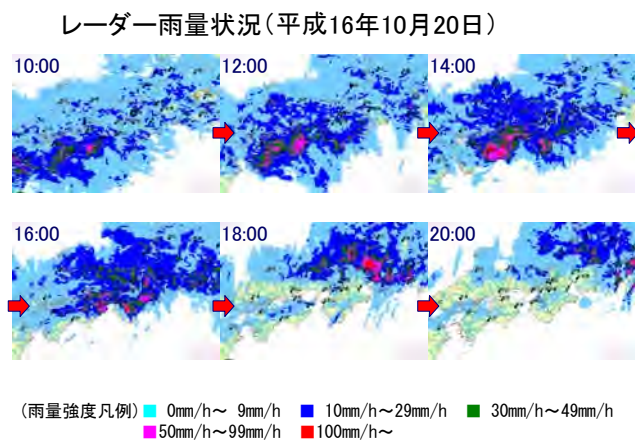 レーダー雨量状況（平成16年10月20日）
10:00 12:00 14:00
16:00 18:00 20:00
（雨量強度凡例） 0mm/h～ 9mm/h 10mm/h～29mm/h 30mm/h～49mm/h
50mm/h～99mm/h 100mm/h～